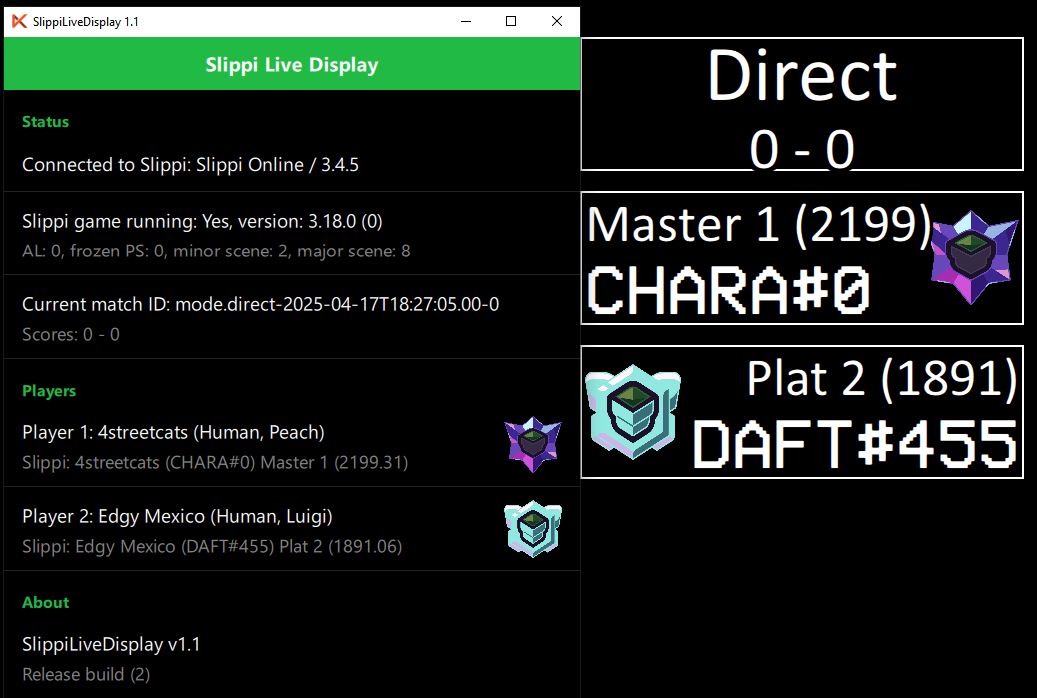 SlippiLiveDisplay 1.1
Slippi Live Display
Status
Connected to Slippi: Slippi Online / 3.4.5
Slippi game running: Yes, version: 3.18.0 (0)
AL: 0, frozen PS: 0, minor scene: 2, major scene: 8
Current match ID: mode.direct-2025-04-17T18:27:05.00-0
Scores: 0 - 0
Players
Player 1: 4streetcats (Human, Peach)
Slippi: 4streetcats (CHARA#0) Master 1 (2199.31)
Player 2: Edgy Mexico (Human, Luigi)
Slippi: Edgy Mexico (DAFT#455) Plat 2 (1891.06)
About
SlippiLiveDisplay v1.1
Release build (2)
Direct
0 - 0
Master 1 (2199)
CHARA#0
Plat 2 (1891)
DAFT#455